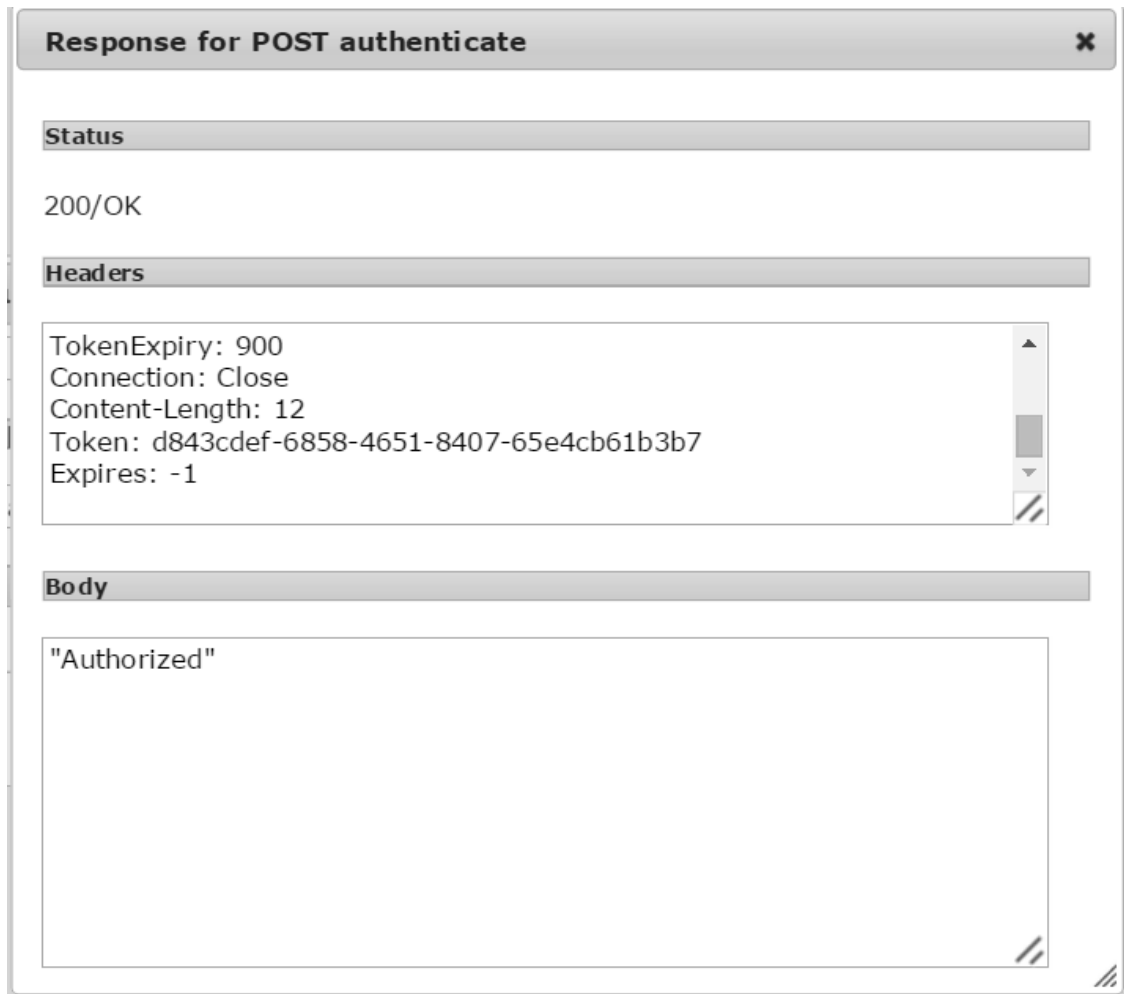 Response for POST authenticate
Status
200/OK
Headers
TokenExpiry: 900
Connection: Close
Content-Length: 12
Token: d843cdef-6858-4651-8407-65e4cb61b3b7
Expires: -1
Body
"Authorized"